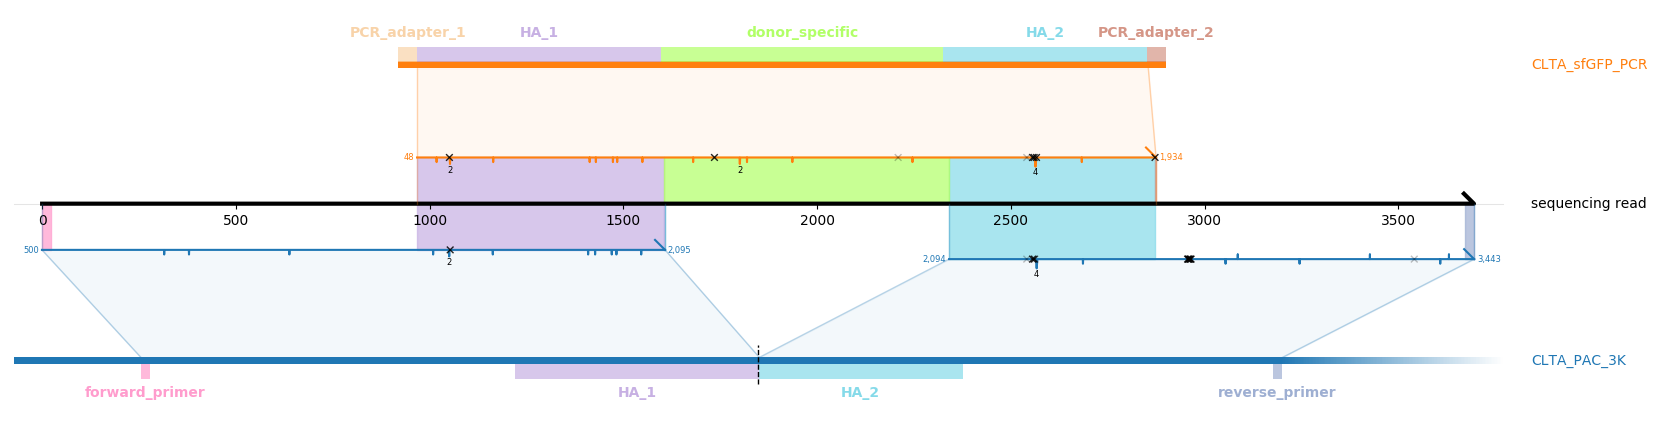 PCR_adapter_1 HA_1 donor_specific HA_2 PCR_adapter_2
CLTA_sfGFP_PCR
48 1,934
2 2 4
sequencing read
0 500 1000 1500 2000 2500 3000 3500
500 2,095
2,094 3,443
2 4
CLTA_PAC_3K
forward_primer HA_1 HA_2 reverse_primer